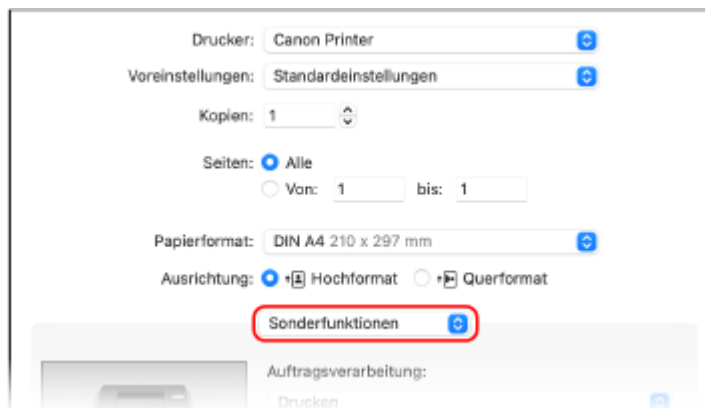 Drucker: Canon Printer
Voreinstellungen: Standardeinstellungen
Kopien: 1
Seiten: Alle
Von: 1 bis: 1
Papierformat: DIN A4 210 x 297 mm
Ausrichtung: Hochformat Querformat
Sonderfunktionen
Auftragsverarbeitung:
Drucken